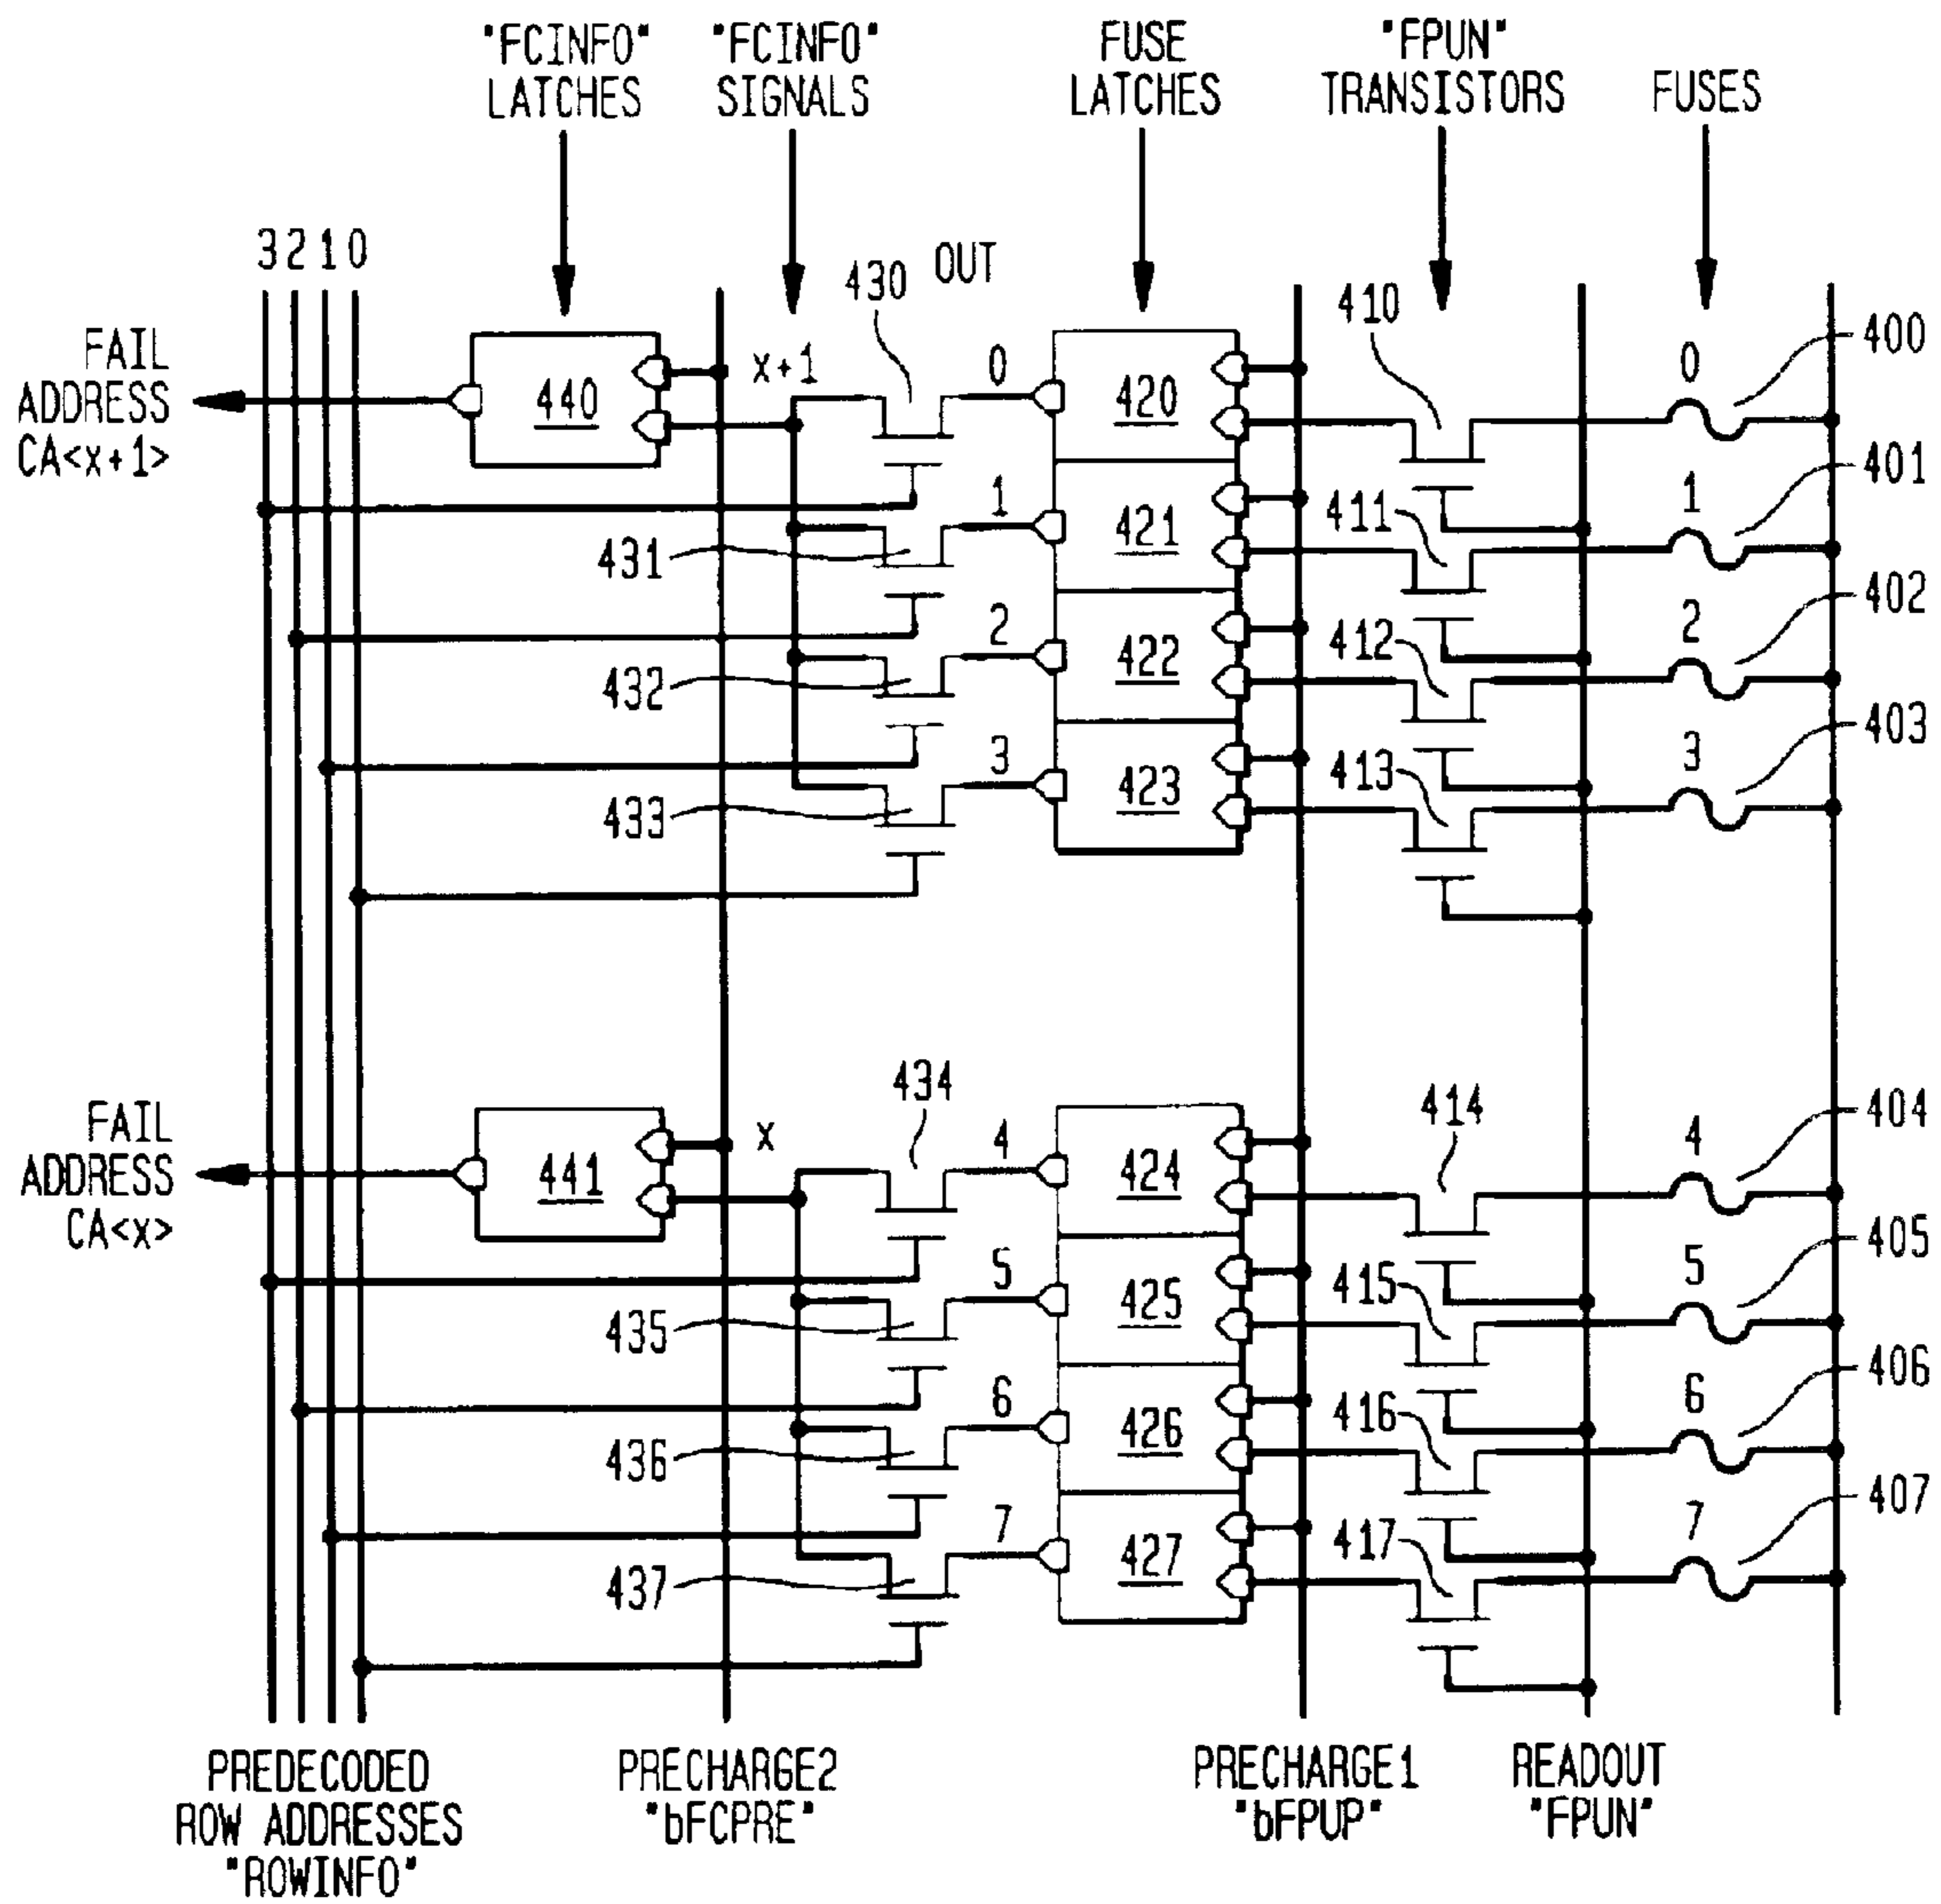 "FCINFO"
LATCHES
"FCINFO"
SIGNALS
FUSE
LATCHES
"FPUN"
TRANSISTORS
FUSES
3 2 1 0
430
OUT
410
400
FAIL
ADDRESS
CA<x+1>
440
x+1
0
420
0
401
431
1
421
411
1
402
432
2
422
412
2
403
433
3
423
413
3
434
414
404
FAIL
ADDRESS
CA<x>
441
x
4
424
4
405
435
5
425
415
5
406
436
6
426
416
6
407
437
7
427
417
7
PREDECODED
ROW ADDRESSES
"ROWINFO"
PRECHARGE2
"bFCPRE"
PRECHARGE1
"bFPUP"
READOUT
"FPUN"